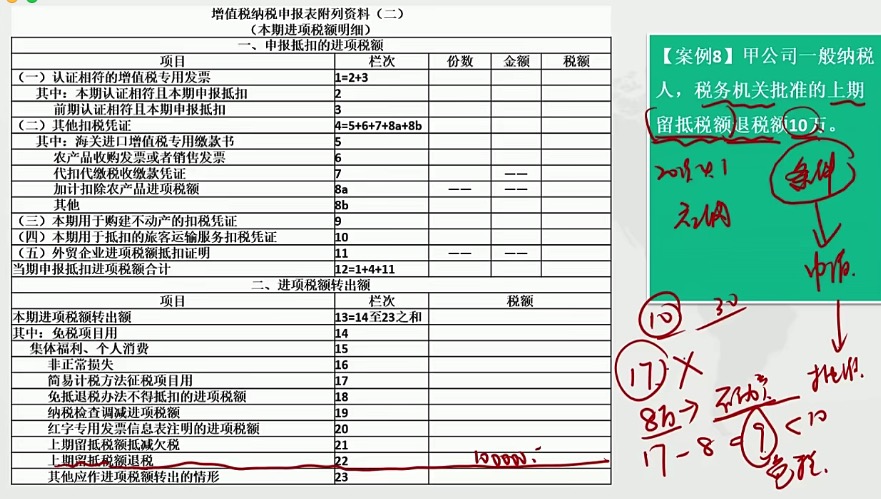 增值税纳税申报表附列资料（二）
（本期进项税额明细）
一、申报抵扣的进项税额
项目 栏次 份数 金额 税额
（一）认证相符的增值税专用发票 1=2+3
其中：本期认证相符且本期申报抵扣 2
前期认证相符且本期申报抵扣 3
（二）其他扣税凭证 4=5+6+7+8a+8b
其中：海关进口增值税专用缴款书 5
农产品收购发票或者销售发票 6
代扣代缴税收缴款凭证 7 ——
加计扣除农产品进项税额 8a —— ——
其他 8b
（三）本期用于购建不动产的扣税凭证 9
（四）本期用于抵扣的旅客运输服务扣税凭证 10
（五）外贸企业进项税额抵扣证明 11 —— ——
当期申报抵扣进项税额合计 12=1+4+11
二、进项税额转出额
项目 栏次 税额
本期进项税额转出额 13=14至23之和
其中：免税项目用 14
集体福利、个人消费 15
非正常损失 16
简易计税方法征税项目用 17
免抵退税办法不得抵扣的进项税额 18
纳税检查调减进项税额 19
红字专用发票信息表注明的进项税额 20
上期留抵税额抵减欠税 21
上期留抵税额退税 22 100000.
其他应作进项税额转出的情形 23
【案例8】甲公司一般纳税
人，税务机关批准的上期
留抵税额退税额10万。
条件
申报
10 30
17
批准
8万
17-8=9<10